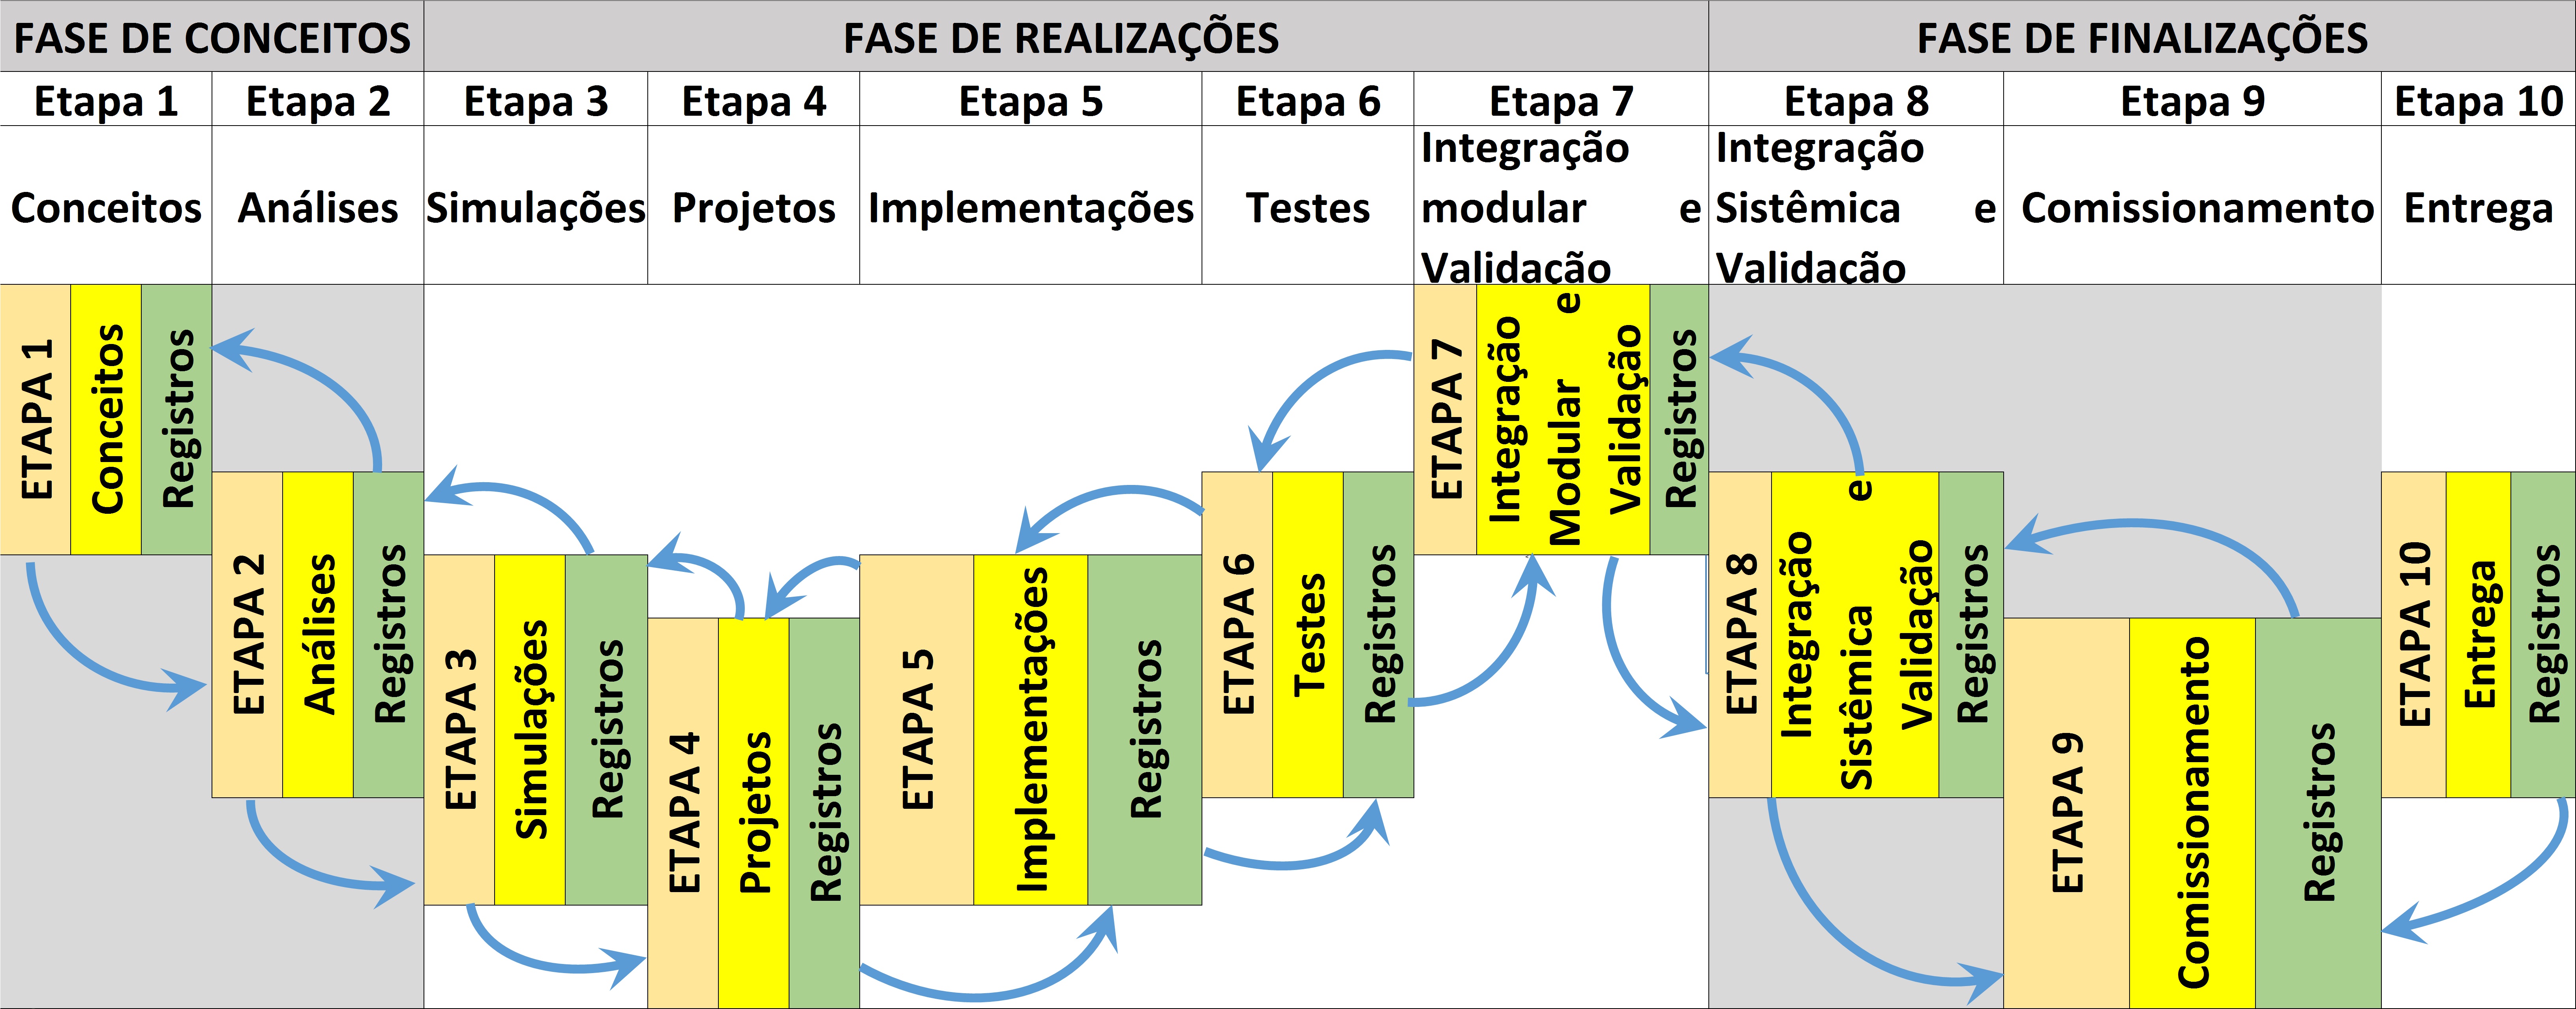 FASE DE CONCEITOS
FASE DE REALIZAÇÕES
FASE DE FINALIZAÇÕES
Etapa 1
Etapa 2
Etapa 3
Etapa 4
Etapa 5
Etapa 6
Etapa 7
Etapa 8
Etapa 9
Etapa 10
Conceitos
Análises
Simulações
Projetos
Implementações
Testes
Integração
modular e
Validação
Integração
Sistêmica e
Validação
Comissionamento
Entrega
ETAPA 1
Conceitos
Registros
ETAPA 2
Análises
Registros
ETAPA 3
Simulações
Registros
ETAPA 4
Projetos
Registros
ETAPA 5
Implementações
Registros
ETAPA 6
Testes
Registros
ETAPA 7
Integração
Modular e
Validação
Registros
ETAPA 8
Integração
Sistêmica e
Validação
Registros
ETAPA 9
Comissionamento
Registros
ETAPA 10
Entrega
Registros